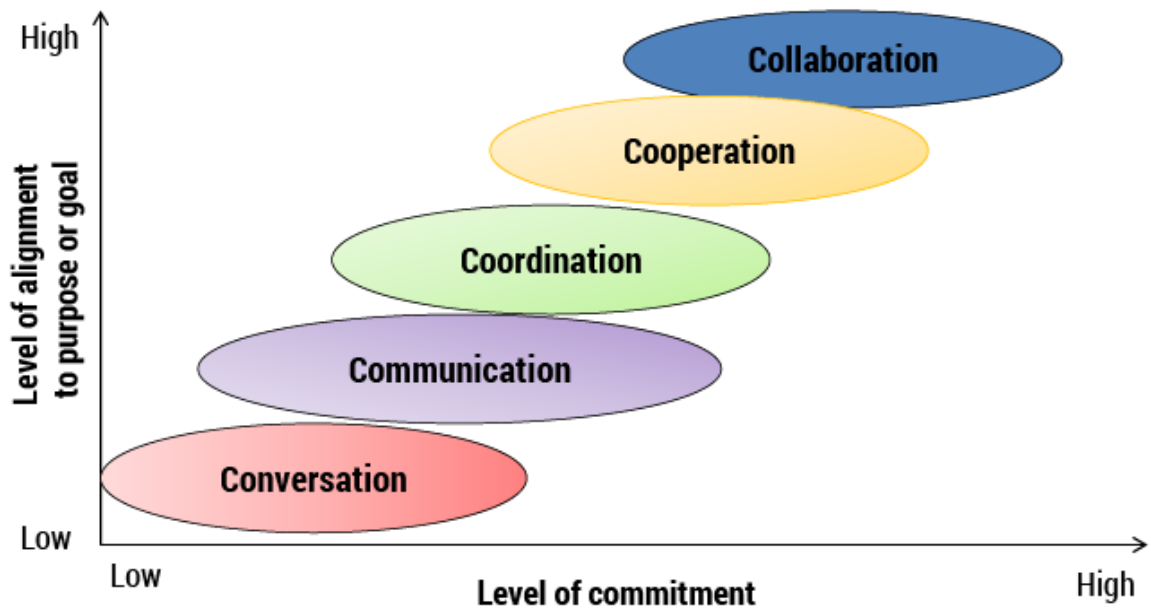 High
Collaboration
Cooperation
Level of alignment
to purpose or goal
Coordination
Communication
Conversation
Low
Low
Level of commitment
High